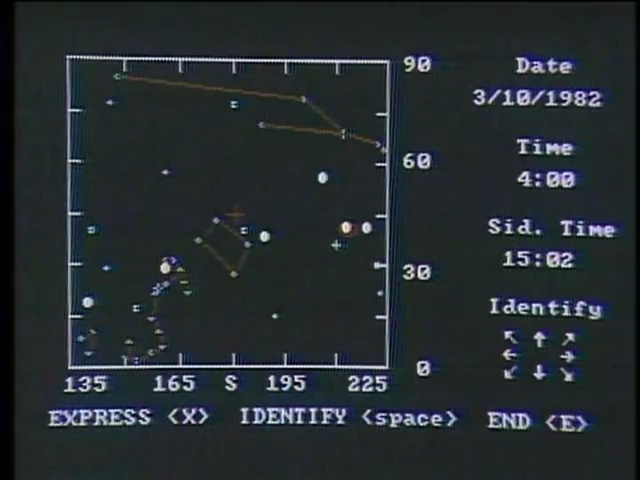 90
60
30
0
135 165 S 195 225
Date
3/10/1982
Time
4:00
Sid. Time
15:02
Identify
EXPRESS <X> IDENTIFY <space> END <E>